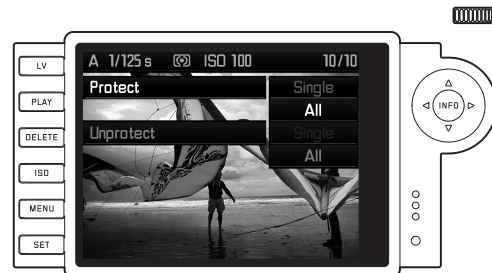 LV
PLAY
DELETE
ISO
MENU
SET
A 1/125 s ISO 100 10/10
Protect Single
All
Unprotect Single
All
INFO